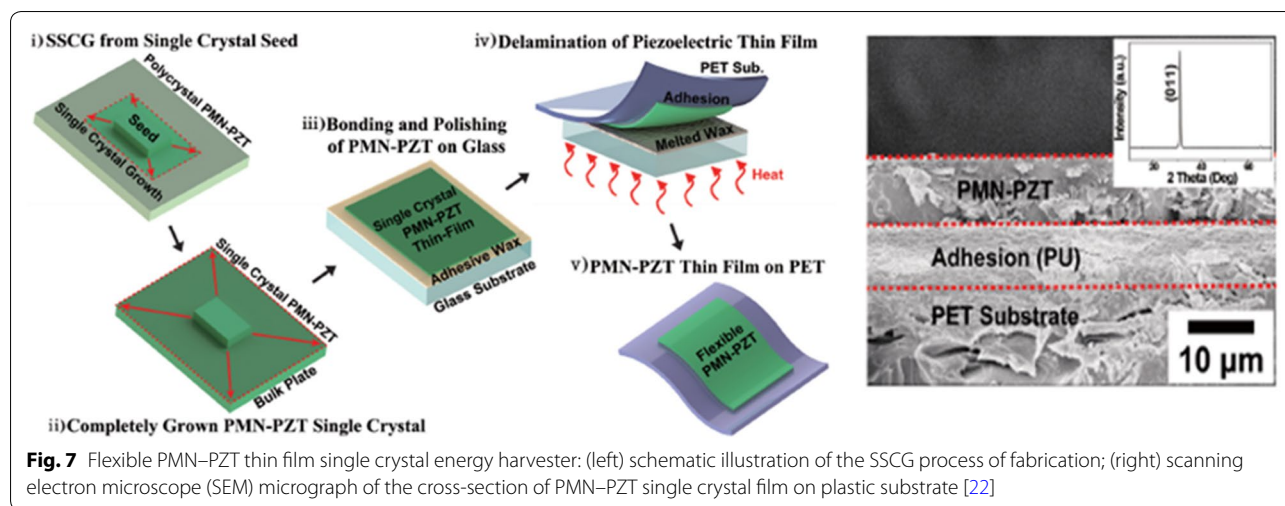 i)SSCG from Single Crystal Seed
Polycrystal PMN-PZT
Seed
Single Crystal Growth
ii)Completely Grown PMN-PZT Single Crystal
Single Crystal PMN-PZT
Bulk Plate
iii)Bonding and Polishing
of PMN-PZT on Glass
Single Crystal
PMN-PZT
Thin-Film
Adhesive Wax
Glass Substrate
iv)Delamination of Piezoelectric Thin Film
PET Sub.
Adhesion
Melted Wax
Heat
v)PMN-PZT Thin Film on PET
Flexible
PMN-PZT
Intensity (a.u.)
(011)
20 40 60
2 Theta (Deg)
PMN-PZT
Adhesion (PU)
PET Substrate
10 µm
Fig. 7 Flexible PMN–PZT thin film single crystal energy harvester: (left) schematic illustration of the SSCG process of fabrication; (right) scanning
electron microscope (SEM) micrograph of the cross-section of PMN–PZT single crystal film on plastic substrate [22]